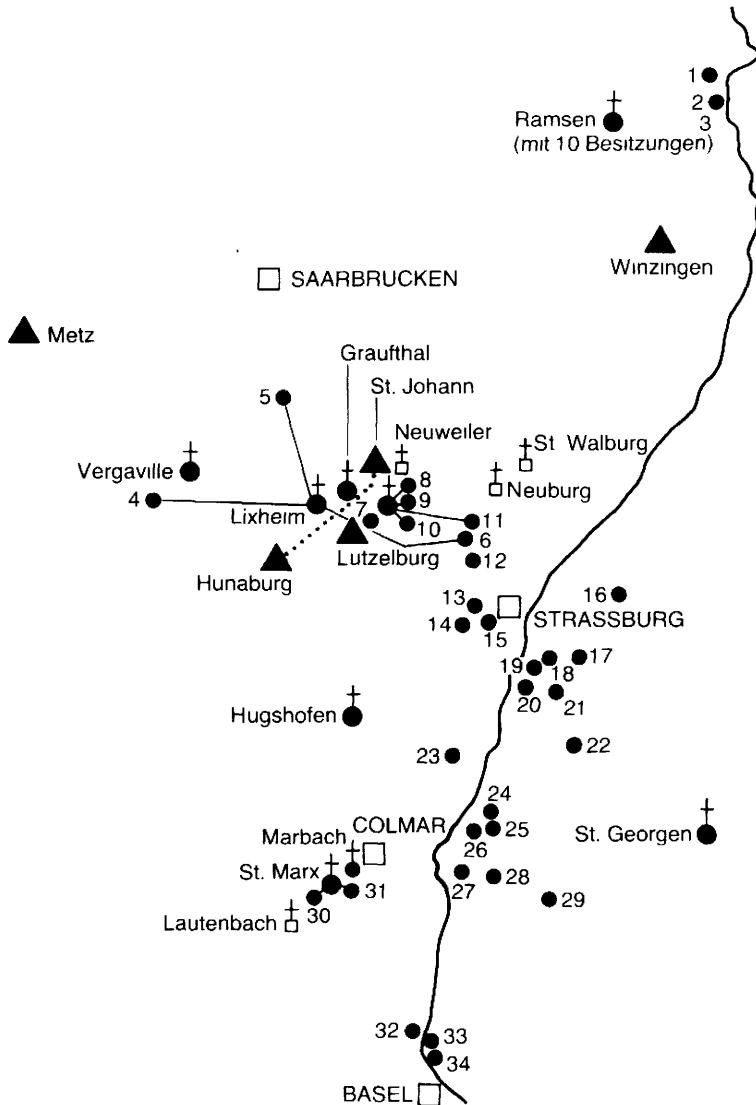 1
2
3
Ramsen
(mit 10 Besitzungen)
Winzingen
SAARBRUCKEN
Metz
Graufthal
St. Johann
5
Neuweiler
St Walburg
Vergaville
8
Neuburg
4
9
Lixheim
7
10
11
6
Lutzelburg
12
Hunaburg
16
13
STRASSBURG
14
15
17
19
18
20
21
Hugshofen
22
23
24
COLMAR
25
St. Georgen
Marbach
26
St. Marx
27
28
31
29
30
Lautenbach
32
33
34
BASEL